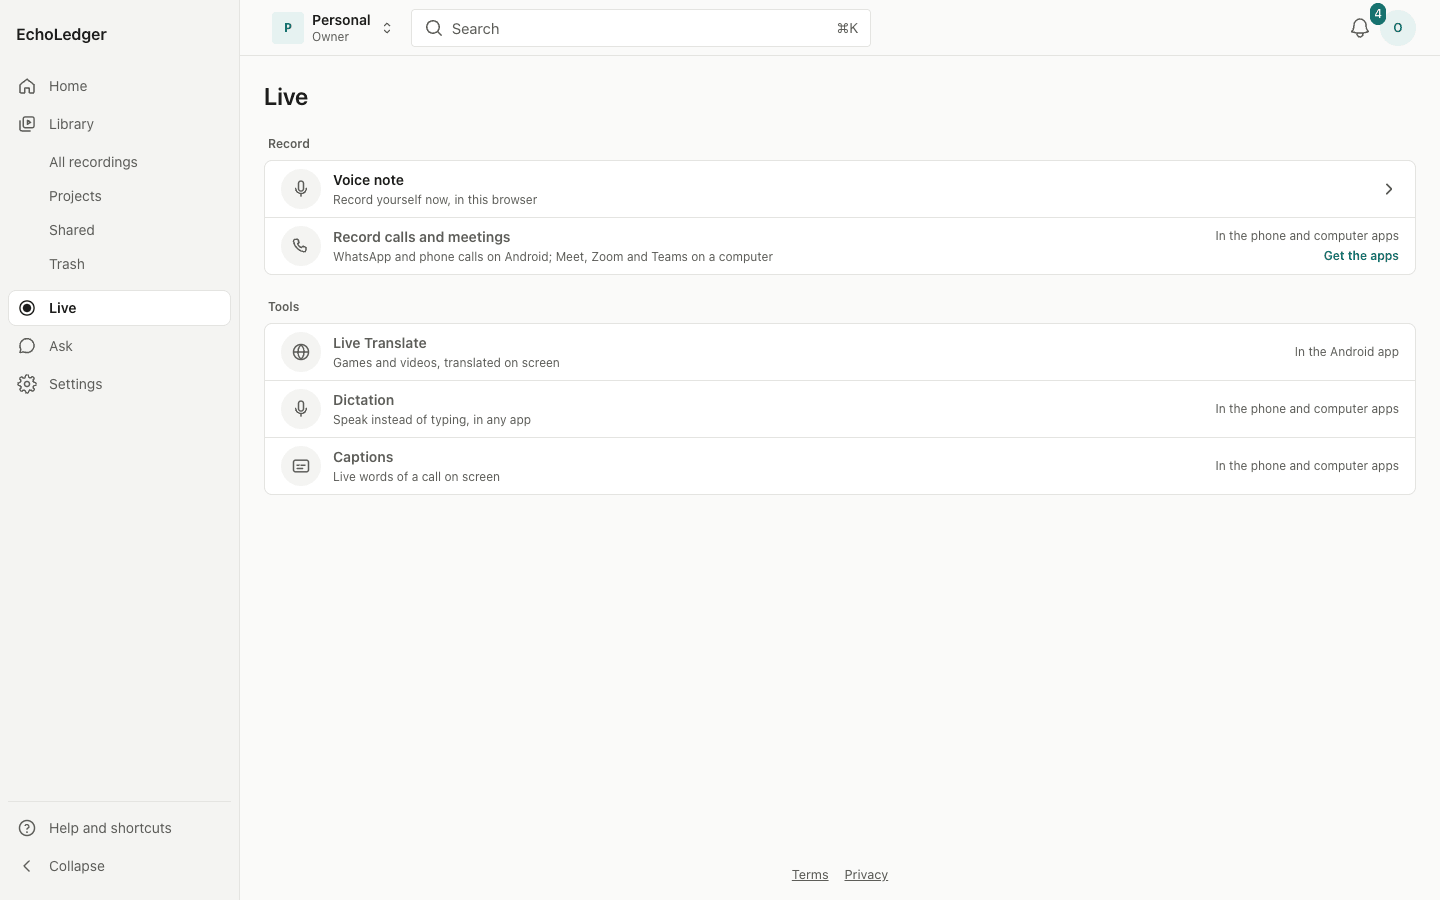 EchoLedger
Home
Library
All recordings
Projects
Shared
Trash
Live
Ask
Settings
Help and shortcuts
Collapse
P
Personal
Owner
Search
⌘K
4
O
Live
Record
Voice note
Record yourself now, in this browser
Record calls and meetings
WhatsApp and phone calls on Android; Meet, Zoom and Teams on a computer
In the phone and computer apps
Get the apps
Tools
Live Translate
Games and videos, translated on screen
In the Android app
Dictation
Speak instead of typing, in any app
In the phone and computer apps
Captions
Live words of a call on screen
In the phone and computer apps
Terms Privacy